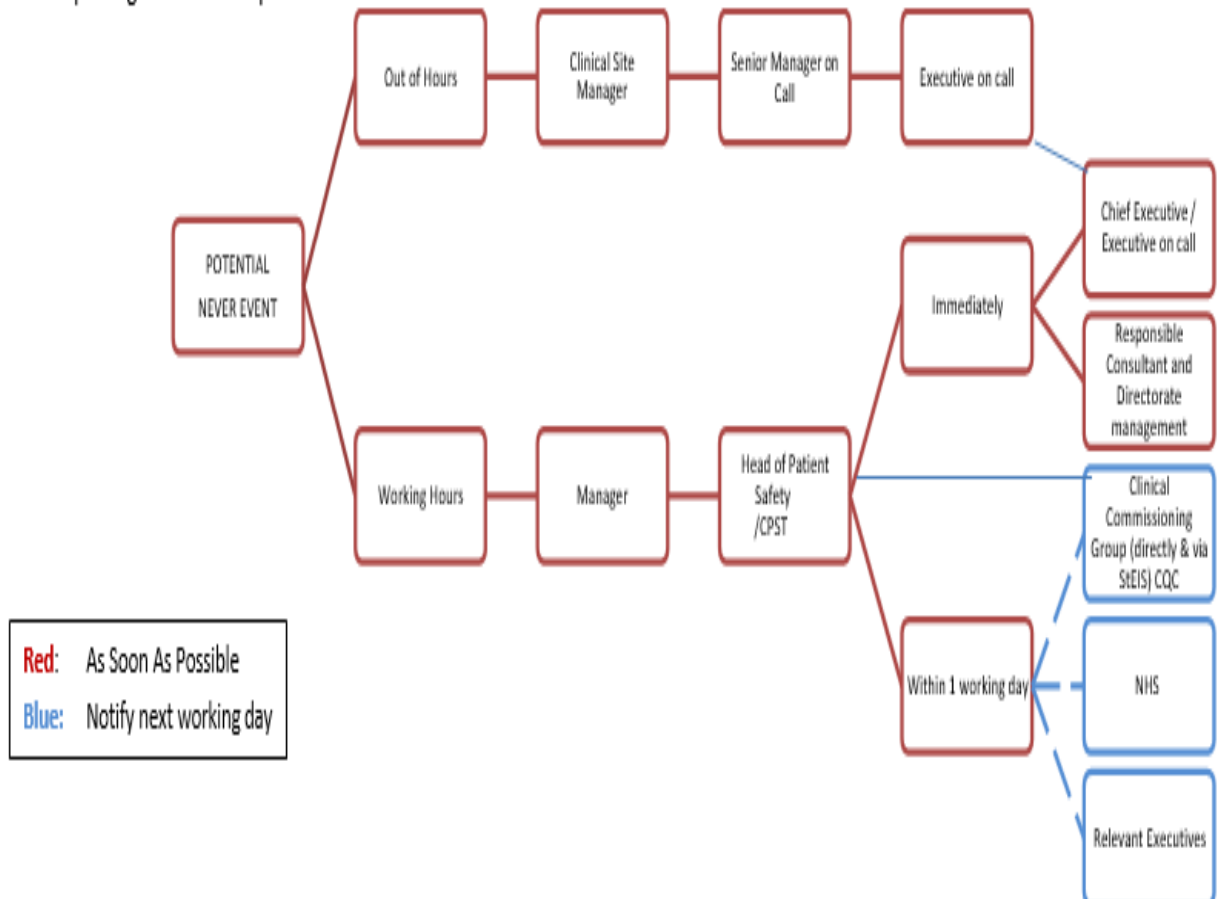 Out of Hours
Clinical Site
Manager
Senior Manager on
Call
Executive on call
Chief Executive /
Executive on call
POTENTIAL
NEVER EVENT
Immediately
Responsible
Consultant and
Directorate
management
Working Hours
Manager
Head of Patient
Safety
/CPST
Clinical
Commissioning
Group (directly & via
StEIS) CQC
Within 1 working day
NHS
Relevant Executives
Red: As Soon As Possible
Blue: Notify next working day